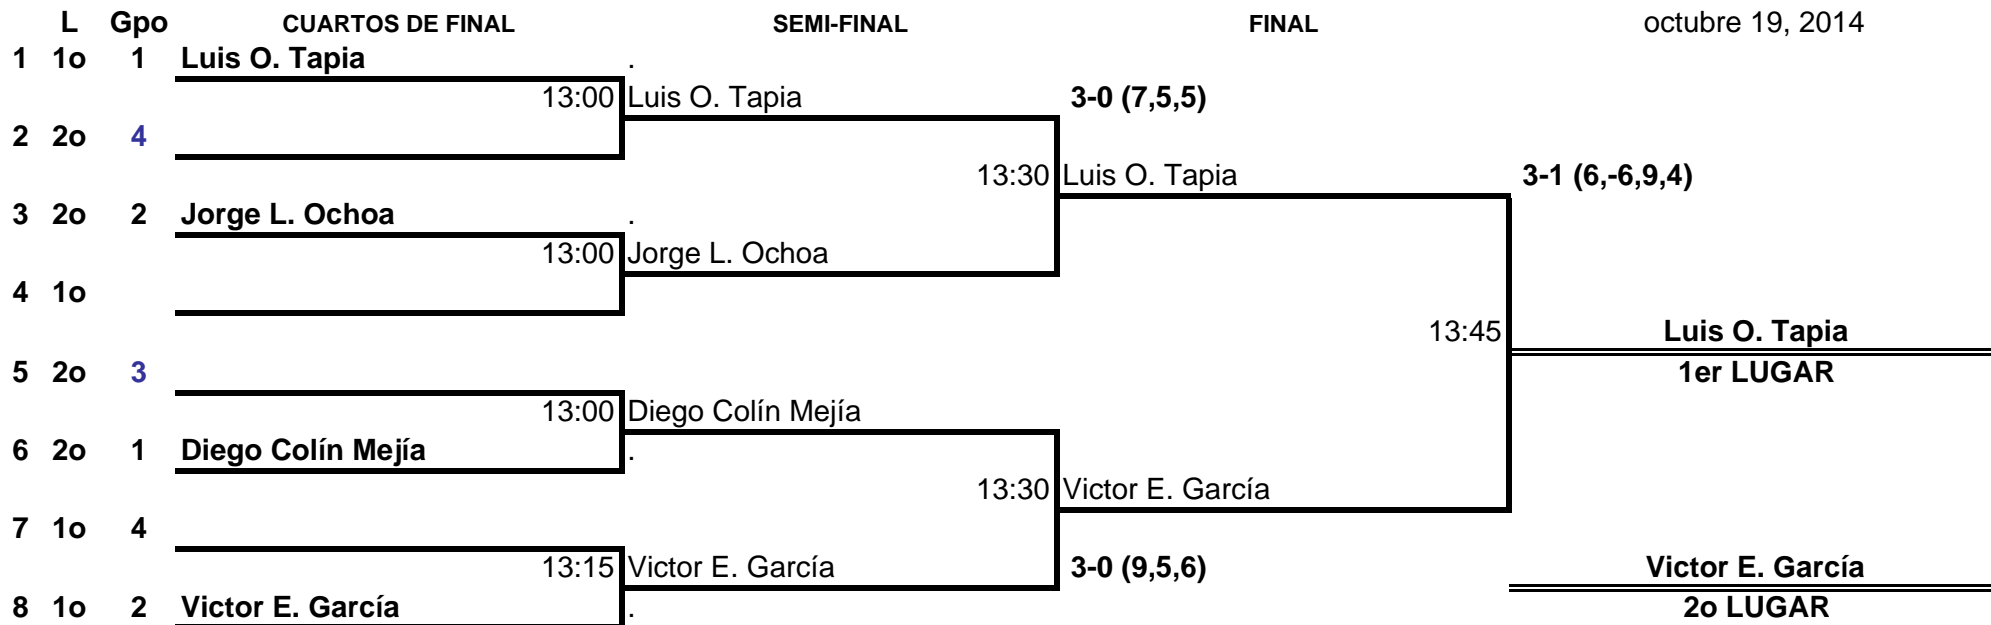 L Gpo CUARTOS DE FINAL SEMI-FINAL FINAL octubre 19, 2014
1 1o 1 Luis O. Tapia .
13:00 Luis O. Tapia 3-0 (7,5,5)
2 2o 4
13:30 Luis O. Tapia 3-1 (6,-6,9,4)
3 2o 2 Jorge L. Ochoa .
13:00 Jorge L. Ochoa
4 1o
13:45 Luis O. Tapia
5 2o 3 1er LUGAR
13:00 Diego Colín Mejía
6 2o 1 Diego Colín Mejía .
13:30 Victor E. García
7 1o 4
13:15 Victor E. García 3-0 (9,5,6) Victor E. García
8 1o 2 Victor E. García . 2o LUGAR